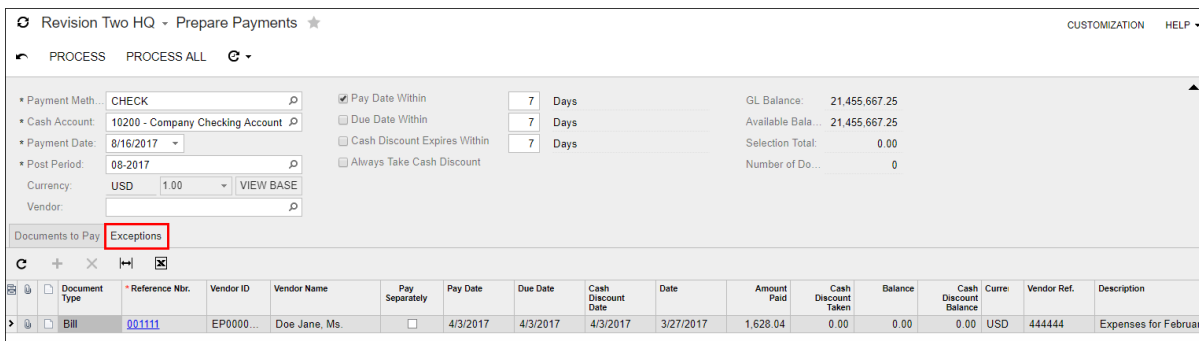 Revision Two HQ Prepare Payments CUSTOMIZATION HELP
PROCESS PROCESS ALL
* Payment Meth... CHECK Pay Date Within 7 Days GL Balance: 21,455,667.25
* Cash Account: 10200 - Company Checking Account Due Date Within 7 Days Available Bala... 21,455,667.25
* Payment Date: 8/16/2017 Cash Discount Expires Within 7 Days Selection Total: 0.00
* Post Period: 08-2017 Always Take Cash Discount Number of Do... 0
Currency: USD 1.00 VIEW BASE
Vendor:
Documents to Pay Exceptions
Document Type * Reference Nbr. Vendor ID Vendor Name Pay Separately Pay Date Due Date Cash Discount Date Date Amount Paid Cash Discount Taken Balance Cash Discount Balance Curre Vendor Ref. Description
Bill 001111 EP0000... Doe Jane, Ms. 4/3/2017 4/3/2017 4/3/2017 3/27/2017 1,628.04 0.00 0.00 0.00 USD 444444 Expenses for Februar